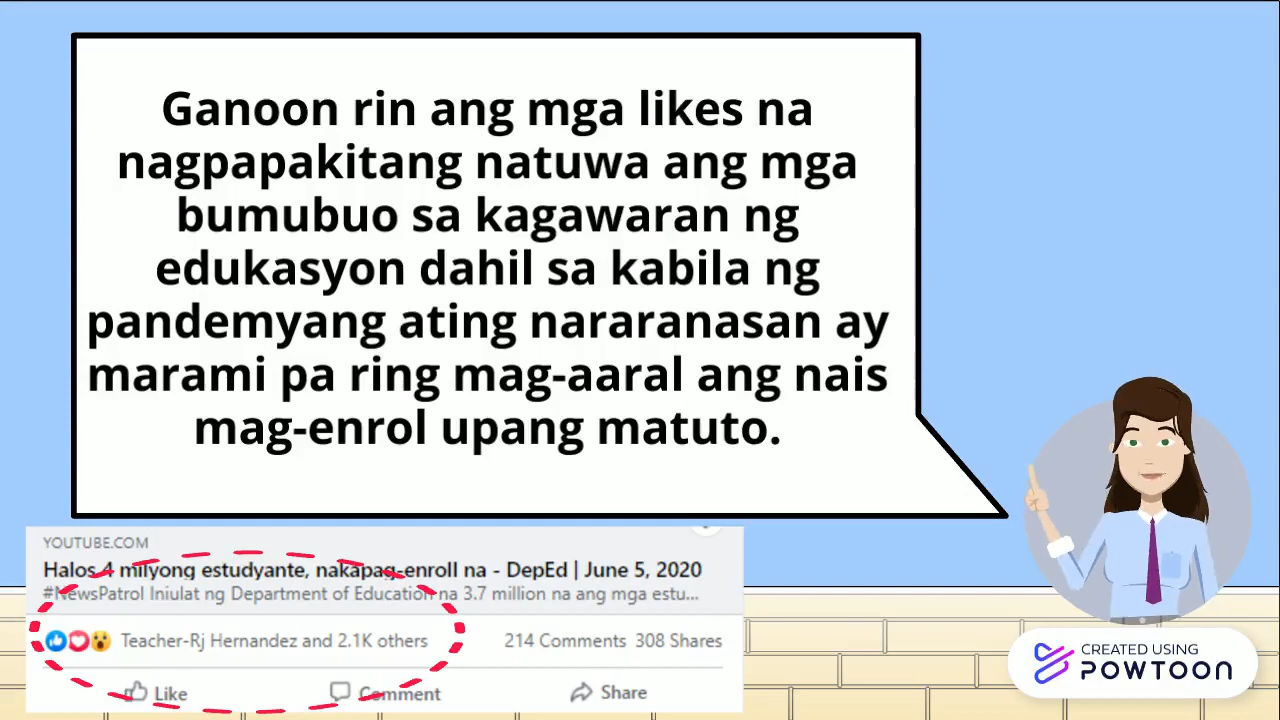 Ganoon rin ang mga likes na
nagpapakitang natuwa ang mga
bumubuo sa kagawaran ng
edukasyon dahil sa kabila ng
pandemyang ating nararanasan ay
marami pa ring mag-aaral ang nais
mag-enrol upang matuto.
YOUTUBE.COM
Halos 4 milyong estudyante, nakapag-enroll na - DepEd | June 5, 2020
#NewsPatrol Iniulat ng Department of Education na 3.7 million na ang mga estu...
Teacher-Rj Hernandez and 2.1K others 214 Comments 308 Shares
Like Comment Share
CREATED USING
POWTOON